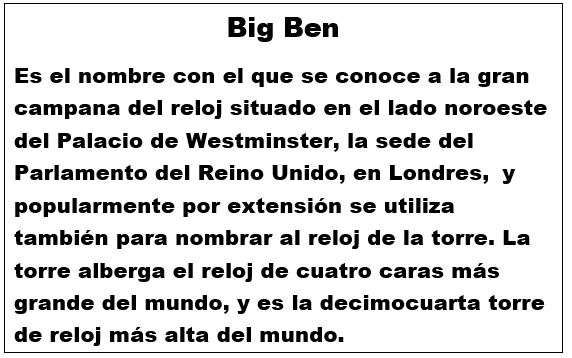 Big Ben
Es el nombre con el que se conoce a la gran
campana del reloj situado en el lado noroeste
del Palacio de Westminster, la sede del
Parlamento del Reino Unido, en Londres,  y
popularmente por extensión se utiliza
también para nombrar al reloj de la torre. La
torre alberga el reloj de cuatro caras más
grande del mundo, y es la decimocuarta torre
de reloj más alta del mundo.